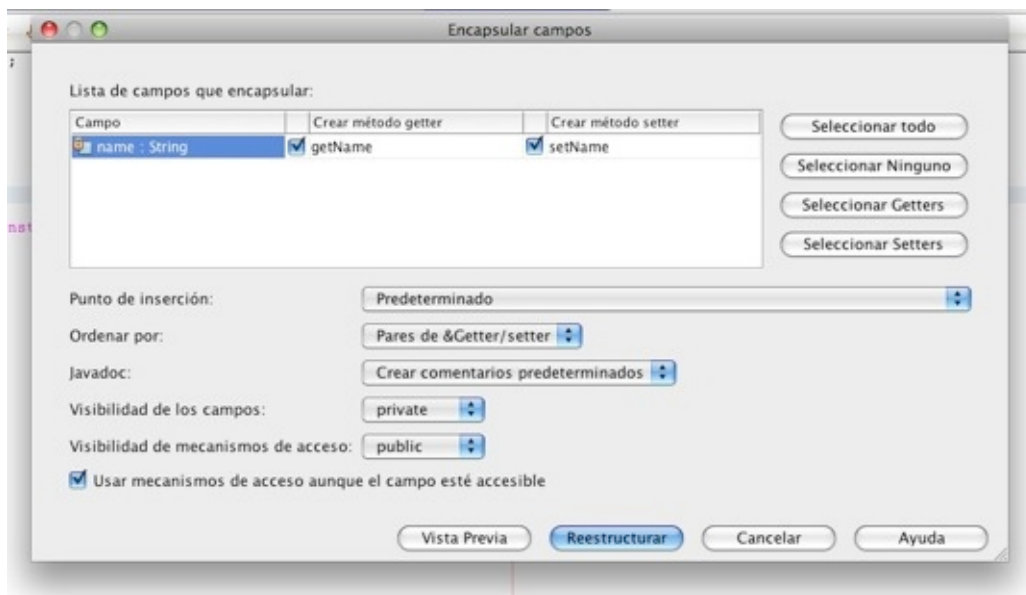 Encapsular campos
;
Lista de campos que encapsular:
Campo Crear método getter Crear método setter
name : String getName setName
Seleccionar todo
Seleccionar Ninguno
Seleccionar Getters
Seleccionar Setters
Punto de inserción: Predeterminado
Ordenar por: Pares de &Getter/setter
Javadoc: Crear comentarios predeterminados
Visibilidad de los campos: private
Visibilidad de mecanismos de acceso: public
Usar mecanismos de acceso aunque el campo esté accesible
Vista Previa Reestructurar Cancelar Ayuda